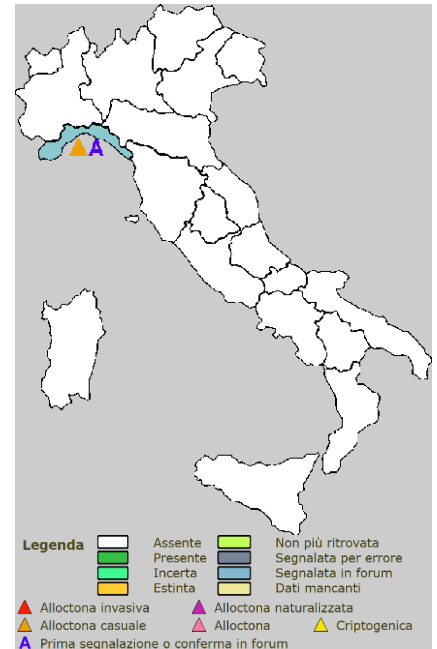 A
Legenda
Assente Non più ritrovata
Presente Segnalata per errore
Incerta Segnalata in forum
Estinta Dati mancanti
Alloctona invasiva Alloctona naturalizzata
Alloctona casuale Alloctona Criptogenica
A Prima segnalazione o conferma in forum